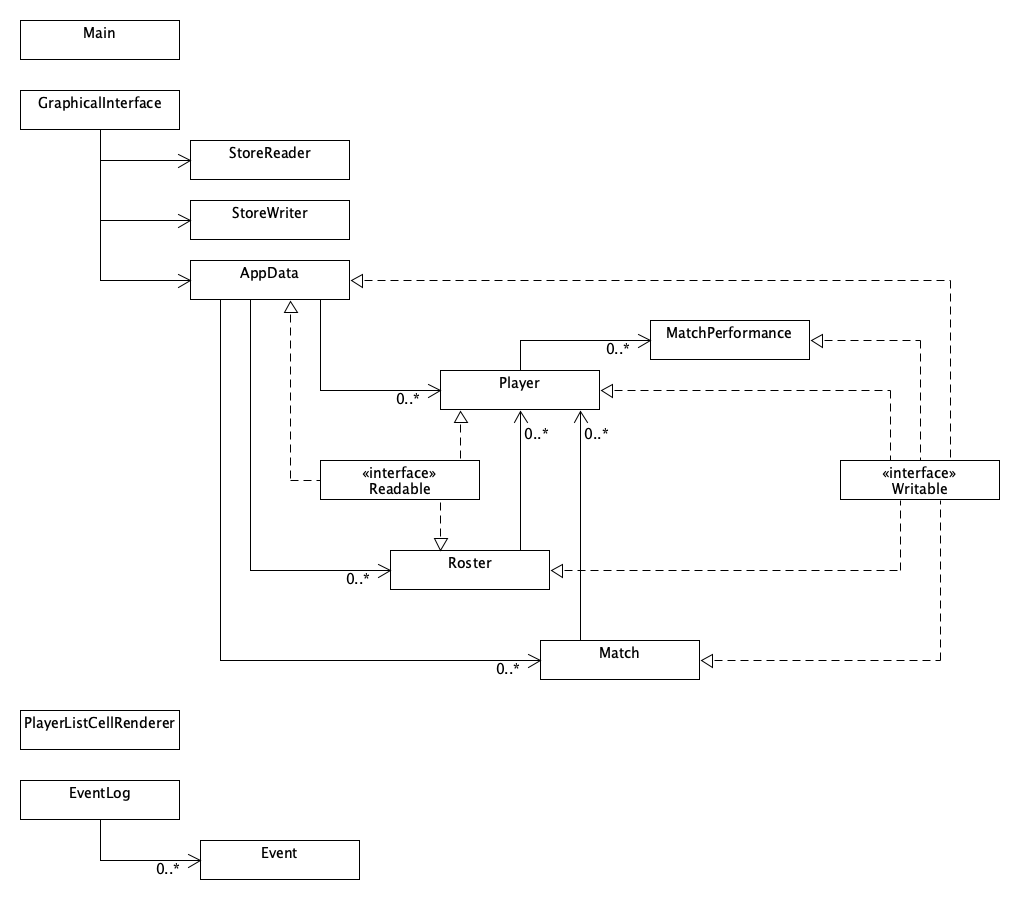 Main
GraphicalInterface
StoreReader
StoreWriter
AppData
MatchPerformance
0..*
Player
0..*
0..*
0..*
«interface»
Readable
«interface»
Writable
Roster
0..*
Match
0..*
PlayerListCellRenderer
EventLog
Event
0..*